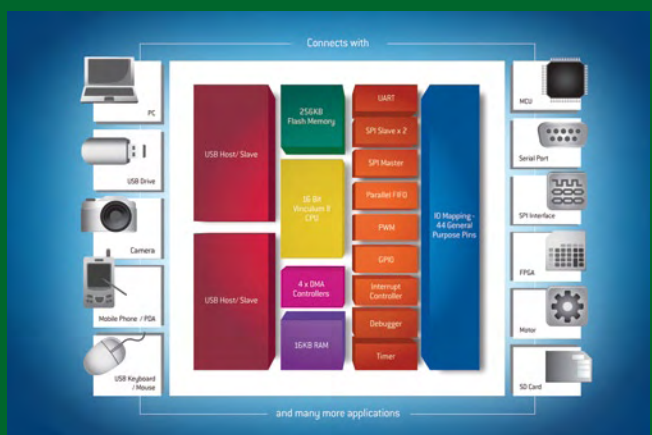 Connects with
PC
USB Drive
Camera
Mobile Phone / PDA
USB Keyboard
/ Mouse
USB Host/ Slave
USB Host/ Slave
256KB
Flash Memory
16 Bit
Vinculum II
CPU
4 x DMA
Controllers
16KB RAM
UART
SPI Slave x 2
SPI Master
Parallel FIFO
PWM
GPIO
Interrupt
Controller
Debugger
Timer
IO Mapping -
44 General
Purpose Pins
MCU
Serial Port
SPI Interface
FPGA
Motor
SD Card
and many more applications